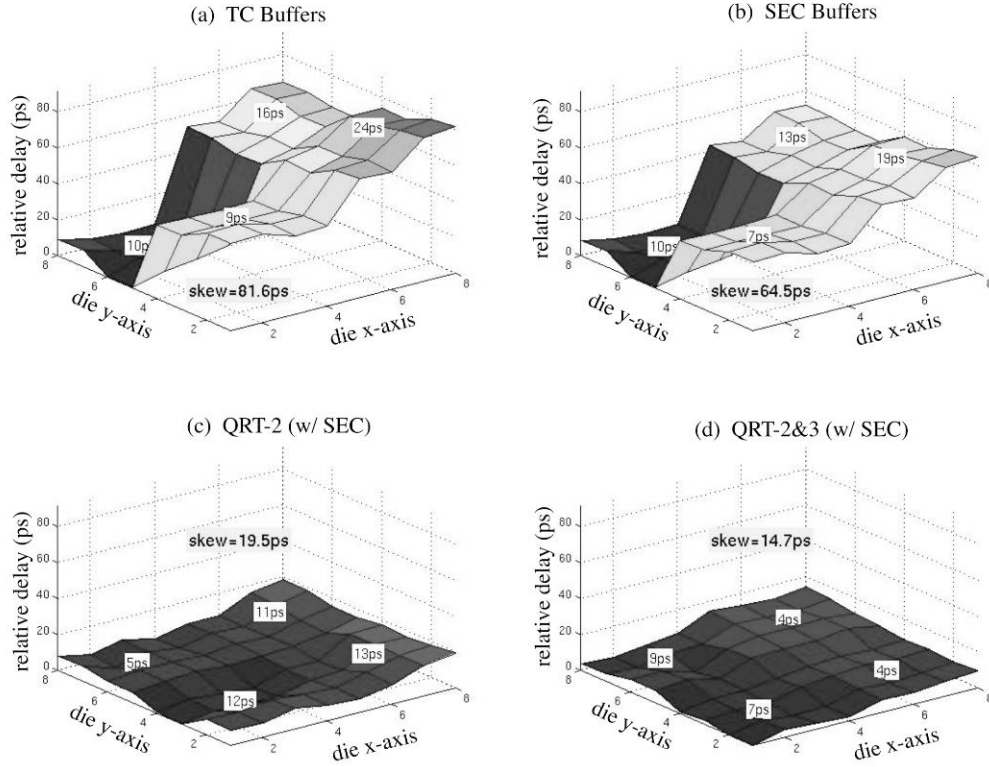 (a) TC Buffers
relative delay (ps)
80
60
40
20
0
8
6
4
2
die y-axis
2
4
6
8
die x-axis
16ps
24ps
9ps
10p
skew=81.6ps
(b) SEC Buffers
relative delay (ps)
80
60
40
20
0
8
6
4
2
die y-axis
2
4
6
8
die x-axis
13ps
19ps
7ps
10ps
skew=64.5ps
(c) QRT-2 (w/ SEC)
relative delay (ps)
80
60
40
20
0
8
6
4
2
die y-axis
2
4
6
8
die x-axis
skew=19.5ps
11ps
13ps
5ps
12ps
(d) QRT-2&3 (w/ SEC)
relative delay (ps)
80
60
40
20
0
8
6
4
2
die y-axis
2
4
6
8
die x-axis
skew=14.7ps
4ps
9ps
4ps
7ps